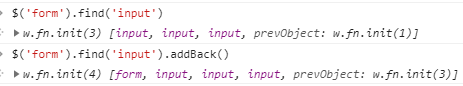 > $('form').find('input')
▶ w.fn.init(3) [input, input, input, prevObject: w.fn.init(1)]
> $('form').find('input').addBack()
▶ w.fn.init(4) [form, input, input, input, prevObject: w.fn.init(3)]